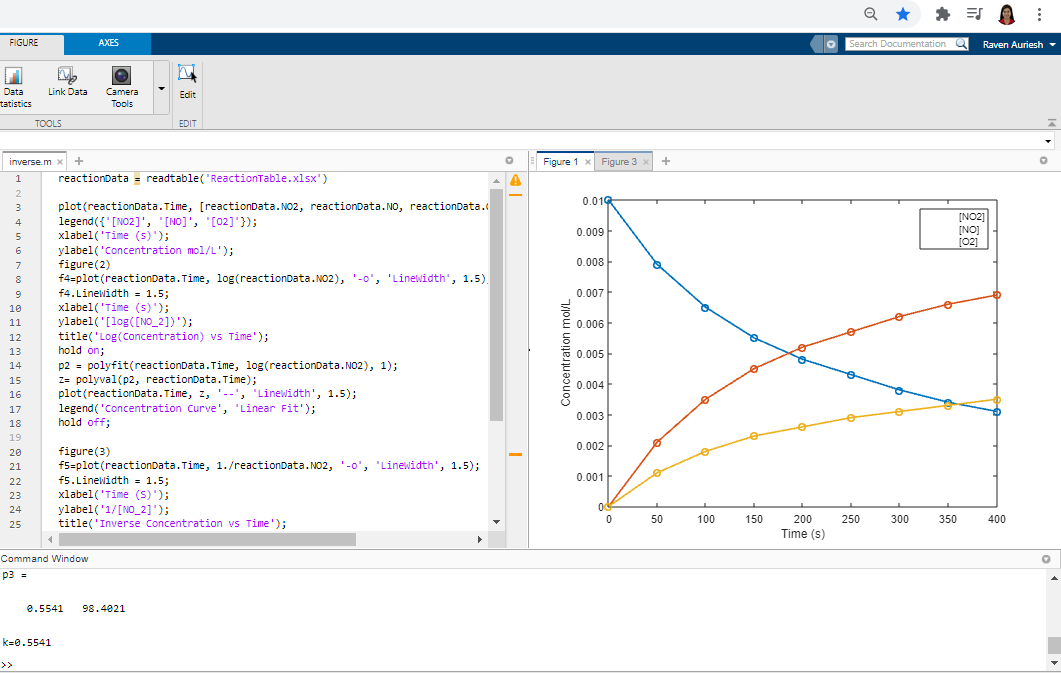 FIGURE
AXES
Search Documentation
Raven Auriesh
Data
tatistics
Link Data
Camera
Tools
Edit
TOOLS
EDIT
inverse.m × +
1 reactionData = readtable('ReactionTable.xlsx')
2
3 plot(reactionData.Time, [reactionData.NO2, reactionData.NO, reactionData.
4 legend({'[NO2]', '[NO]', '[O2]'});
5 xlabel('Time (s)');
6 ylabel('Concentration mol/L');
7 figure(2)
8 f4=plot(reactionData.Time, log(reactionData.NO2), '-o', 'LineWidth', 1.5)
9 f4.LineWidth = 1.5;
10 xlabel('Time (s)');
11 ylabel('[log([NO_2])');
12 title('Log(Concentration) vs Time');
13 hold on;
14 p2 = polyfit(reactionData.Time, log(reactionData.NO2), 1);
15 z= polyval(p2, reactionData.Time);
16 plot(reactionData.Time, z, '--', 'LineWidth', 1.5);
17 legend('Concentration Curve', 'Linear Fit');
18 hold off;
19
20 figure(3)
21 f5=plot(reactionData.Time, 1./reactionData.NO2, '-o', 'LineWidth', 1.5);
22 f5.LineWidth = 1.5;
23 xlabel('Time (S)');
24 ylabel('1/[NO_2]');
25 title('Inverse Concentration vs Time');
Figure 1 × Figure 3 × +
0.01
0.009
0.008
0.007
0.006
0.005
0.004
0.003
0.002
0.001
0
Concentration mol/L
[NO2]
[NO]
[O2]
0 50 100 150 200 250 300 350 400
Time (s)
Command Window
p3 =
0.5541 98.4021
k=0.5541
>>